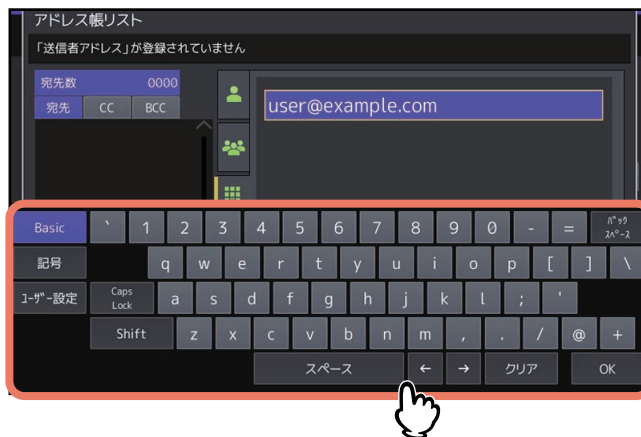 アドレス帳リスト
「送信者アドレス」が登録されていません
宛先数 0000
宛先 CC BCC
user@example.com
Basic ` 1 2 3 4 5 6 7 8 9 0 - = バックスペース
記号 q w e r t y u i o p [ ] \
ユーザー設定 Caps Lock a s d f g h j k l ; '
Shift z x c v b n m , . / @ +
スペース ← → クリア OK